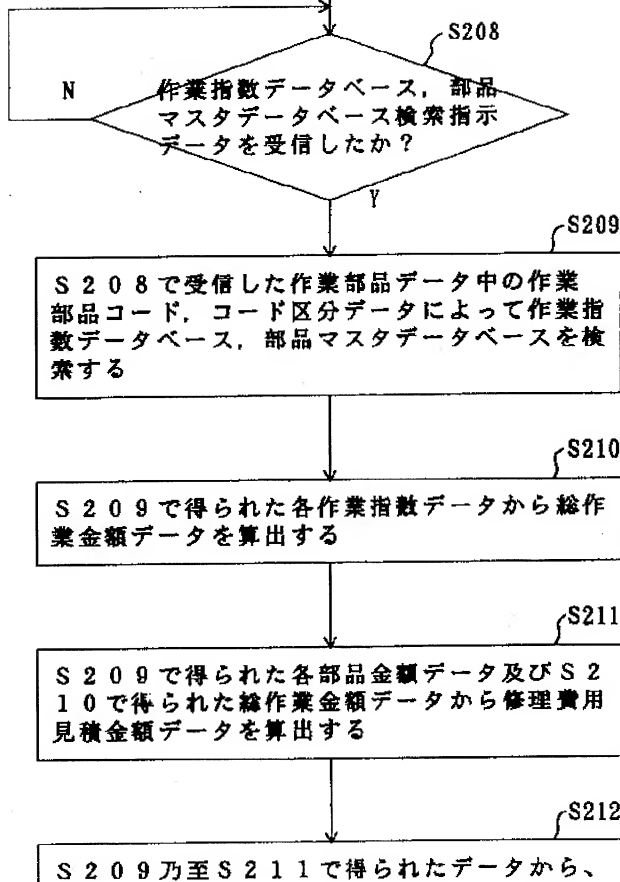 S208
N
作業指数データベース，部品
マスタデータベース検索指示
データを受信したか？
Y
S209
Ｓ２０８で受信した作業部品データ中の作業
部品コード，コード区分データによって作業指
数データベース，部品マスタデータベースを検
索する
S210
Ｓ２０９で得られた各作業指数データから総作
業金額データを算出する
S211
Ｓ２０９で得られた各部品金額データ及びＳ２
１０で得られた総作業金額データから修理費用
見積金額データを算出する
S212
Ｓ２０９乃至Ｓ２１１で得られたデータから、